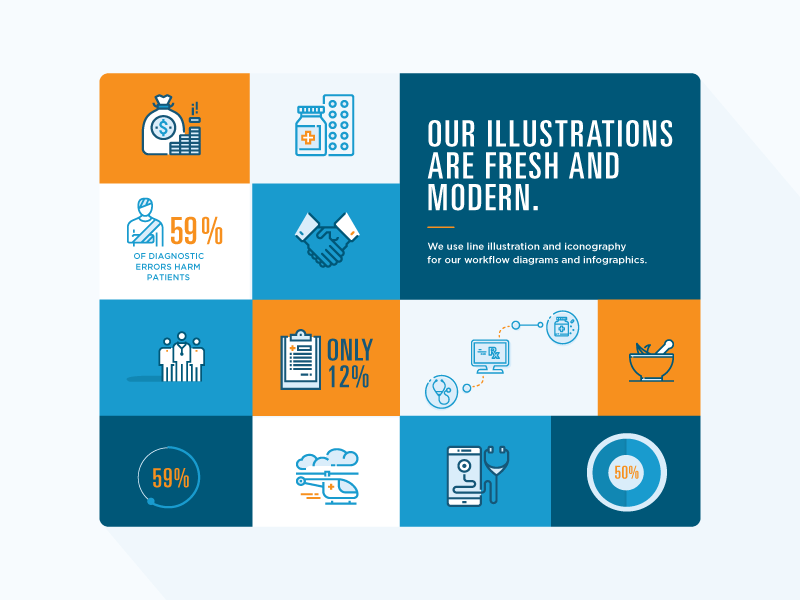 OUR ILLUSTRATIONS
ARE FRESH AND
MODERN.
We use line illustration and iconography
for our workflow diagrams and infographics.
$
59%
OF DIAGNOSTIC
ERRORS HARM
PATIENTS
ONLY
12%
Rx
59%
50%